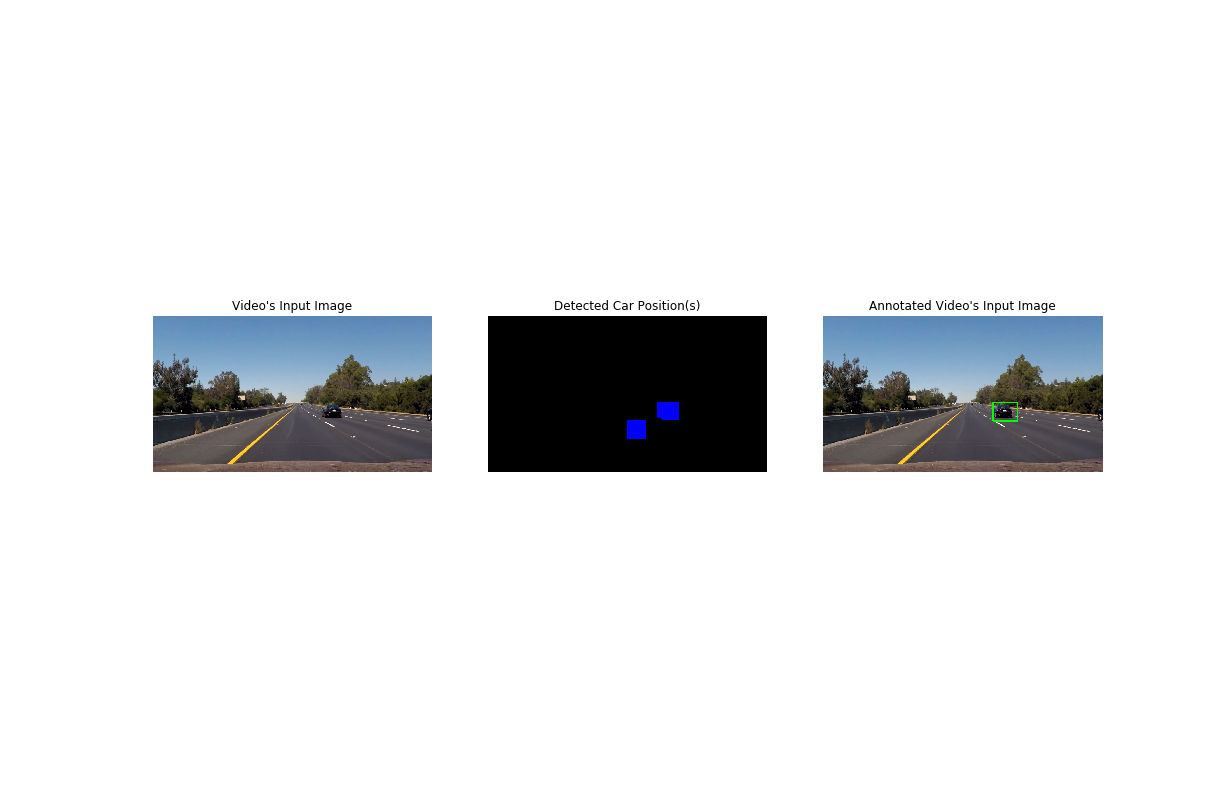 Video's Input Image
Detected Car Position(s)
Annotated Video's Input Image